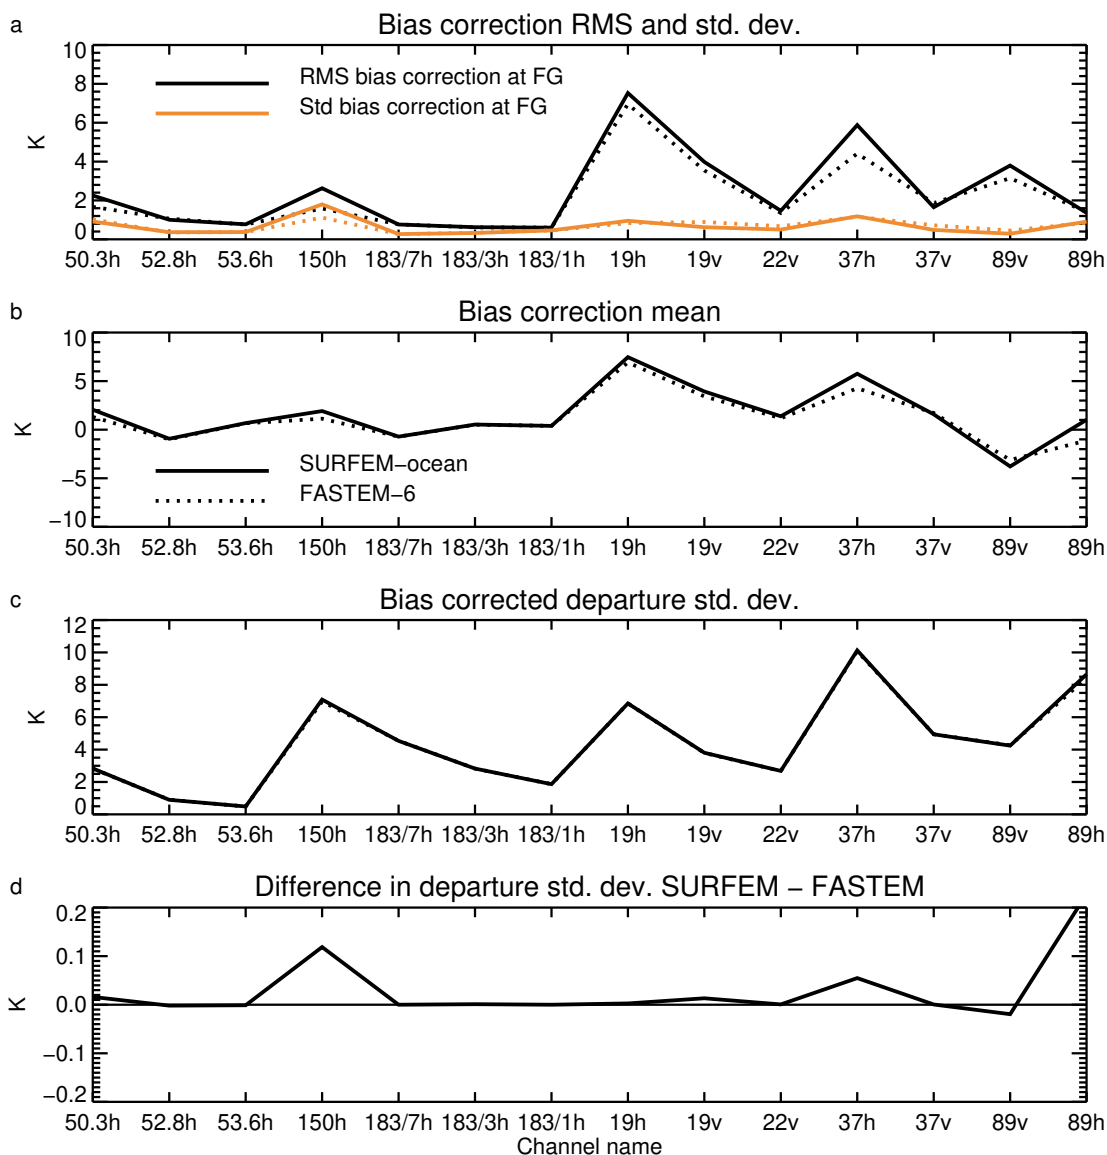 a
Bias correction RMS and std. dev.
10
8
6
4
2
0
K
RMS bias correction at FG
Std bias correction at FG
50.3h 52.8h 53.6h 150h 183/7h 183/3h 183/1h 19h 19v 22v 37h 37v 89v 89h
b
Bias correction mean
10
5
0
−5
−10
K
SURFEM−ocean
FASTEM−6
50.3h 52.8h 53.6h 150h 183/7h 183/3h 183/1h 19h 19v 22v 37h 37v 89v 89h
c
Bias corrected departure std. dev.
12
10
8
6
4
2
0
K
50.3h 52.8h 53.6h 150h 183/7h 183/3h 183/1h 19h 19v 22v 37h 37v 89v 89h
d
Difference in departure std. dev. SURFEM − FASTEM
0.2
0.1
0.0
−0.1
−0.2
K
50.3h 52.8h 53.6h 150h 183/7h 183/3h 183/1h 19h 19v 22v 37h 37v 89v 89h
Channel name